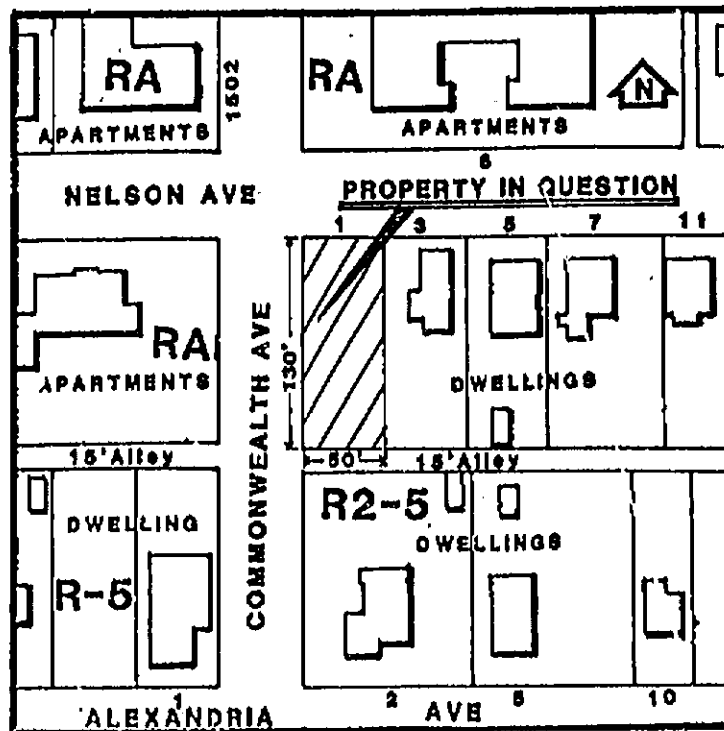 RA
1502
RA
N
APARTMENTS
APARTMENTS
6
NELSON AVE
PROPERTY IN QUESTION
1 3 5 7 11
130'
RA
COMMONWEALTH AVE
APARTMENTS
DWELLINGS
15' Alley
50'
15' Alley
R2-5
DWELLING
DWELLINGS
R-5
1
2 8 10
ALEXANDRIA AVE